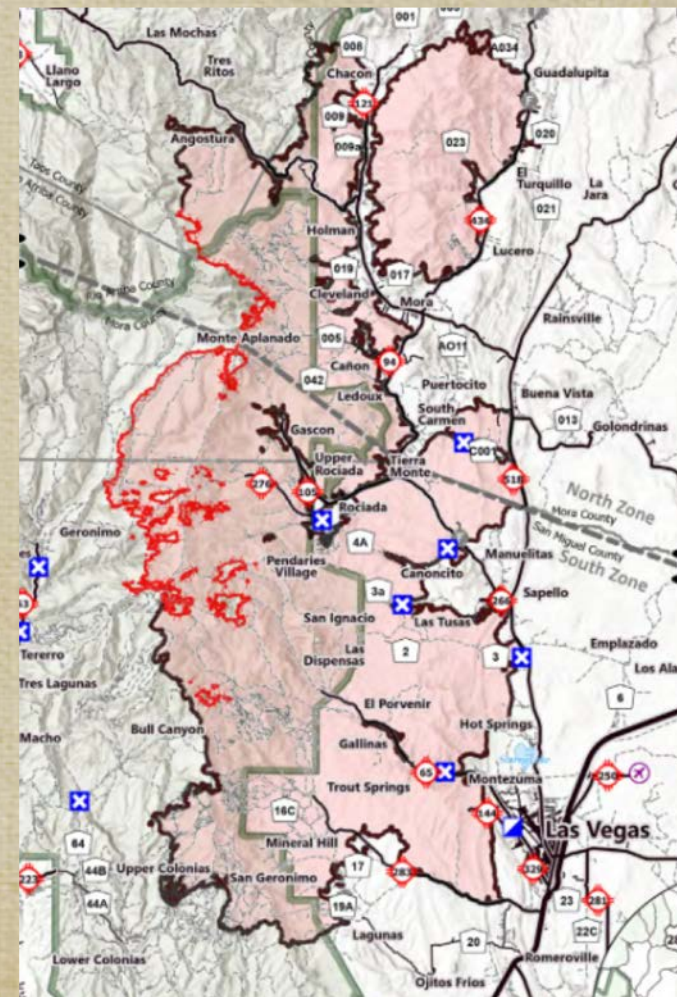 001
Las Mochas
008
A034
Llano
Largo
Tres
Ritos
Chacon
Guadalupita
121
009
009a
023
020
Angostura
El
Turquillo
La
Jara
021
434
Holman
Lucero
019
017
Cleveland
Mora
Rio Arriba County
Mora County
Rainsville
Monte Aplanado
005
AO11
Cañon
94
042
Puertocito
Ledoux
South
Carmen
Buena Vista
013
Golondrinas
Gascon
C001
Upper
Rociada
Tierra
Monte
276
105
518
North Zone
Rociada
Mora County
Geronimo
4A
San Miguel County
South Zone
Manuelitas
Pendaries
Village
Canoncito
3a
266
Sapello
San Ignacio
Las Tusas
Las
Dispensas
2
3
Emplazado
Tererro
Los Ala
Tres Lagunas
6
El Porvenir
Bull Canyon
Hot Springs
Macho
Gallinas
65
Montezuma
250
Trout Springs
16C
144
Las Vegas
Mineral Hill
84
44B
Upper Colonias
17
283
329
223
San Geronimo
44A
23
281
19A
22C
Lagunas
20
Lower Colonias
Romeroville
Ojitos Frios